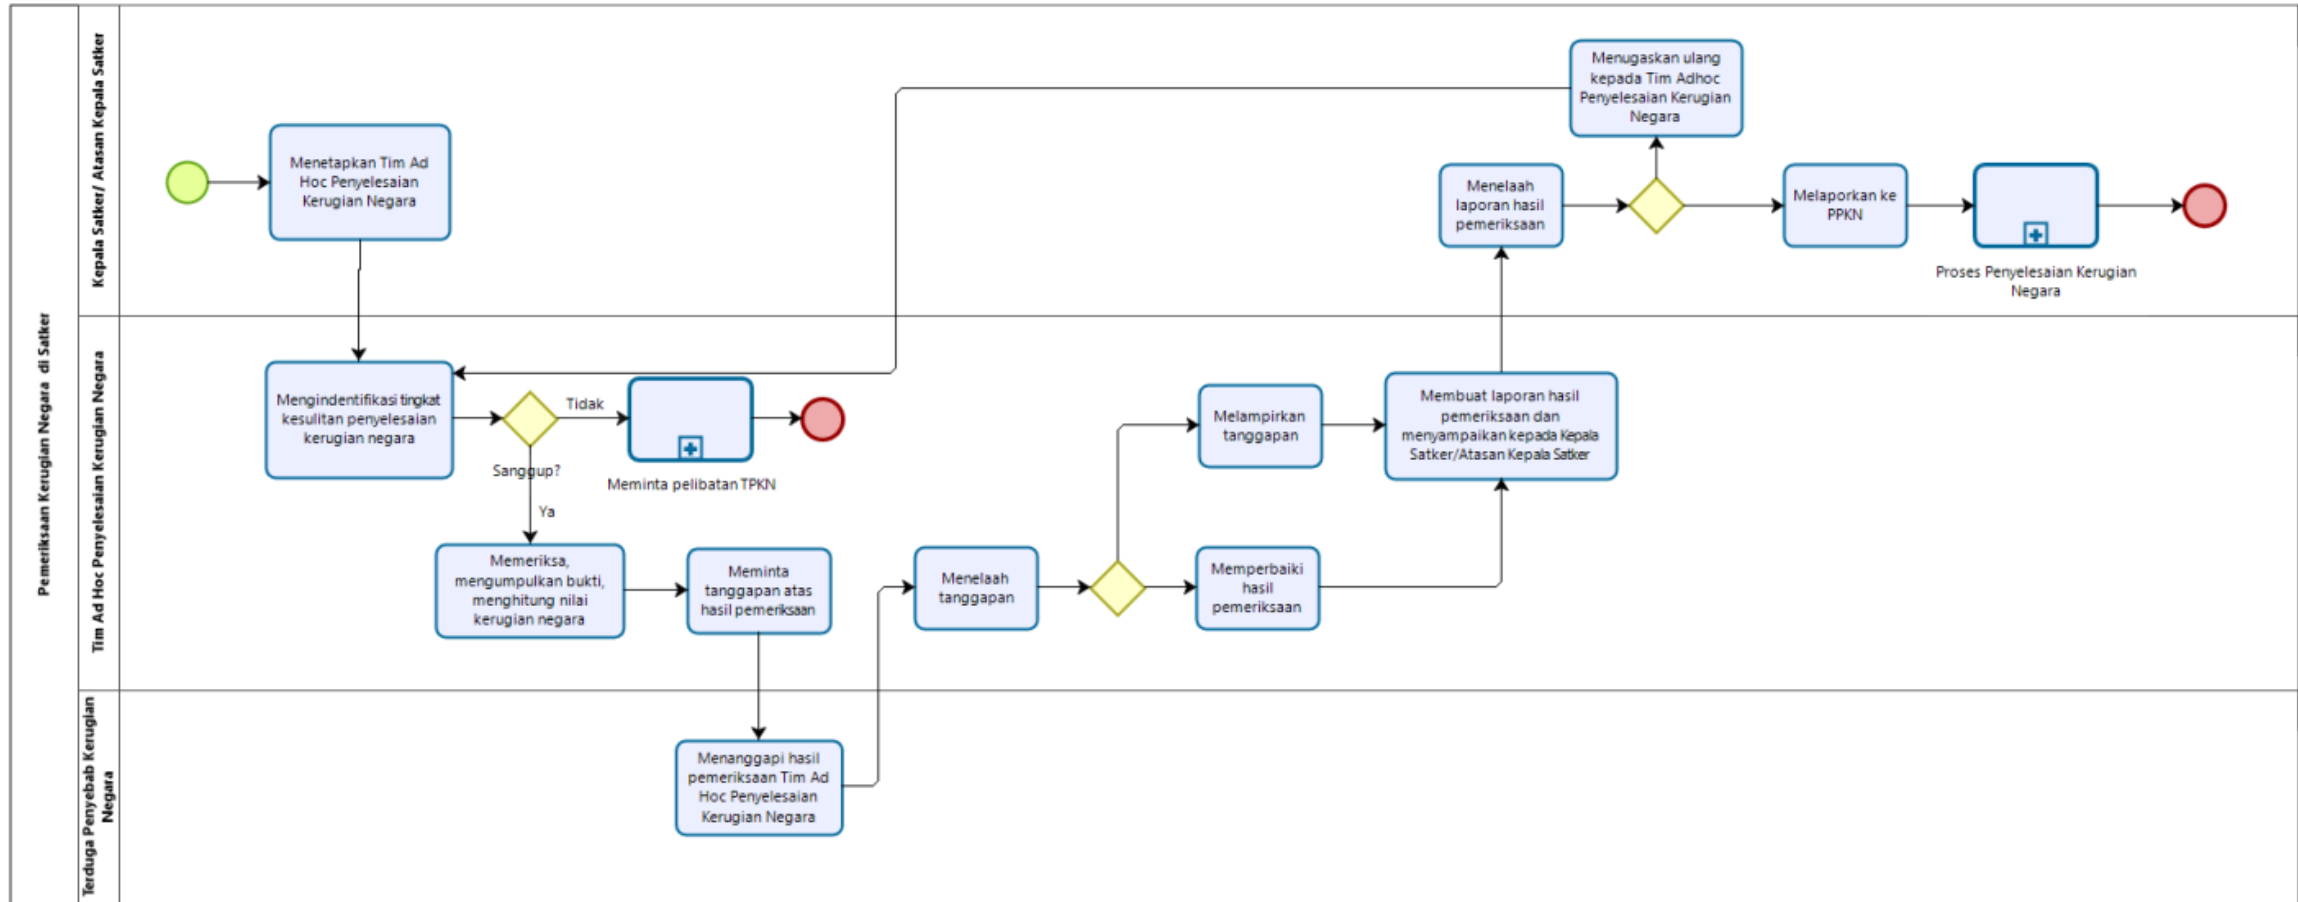 Pemeriksaan Kerugian Negara di Satker
Kepala Satker/ Atasan Kepala Satker
Menetapkan Tim Ad
Hoc Penyelesaian
Kerugian Negara
Menugaskan ulang
kepada Tim Adhoc
Penyelesaian Kerugian
Negara
Menelaah
laporan hasil
pemeriksaan
Melaporkan ke
PPKN
Proses Penyelesaian Kerugian
Negara
Tim Ad Hoc Penyelesaian Kerugian Negara
Mengindentifikasi tingkat
kesulitan penyelesaian
kerugian negara
Tidak
Sanggup?
Ya
Meminta pelibatan TPKN
Memeriksa,
mengumpulkan bukti,
menghitung nilai
kerugian negara
Meminta
tanggapan atas
hasil pemeriksaan
Menelaah
tanggapan
Melampirkan
tanggapan
Memperbaiki
hasil
pemeriksaan
Membuat laporan hasil
pemeriksaan dan
menyampaikan kepada Kepala
Satker/Atasan Kepala Satker
Terduga Penyebab Kerugian
Negara
Menanggapi hasil
pemeriksaan Tim Ad
Hoc Penyelesaian
Kerugian Negara